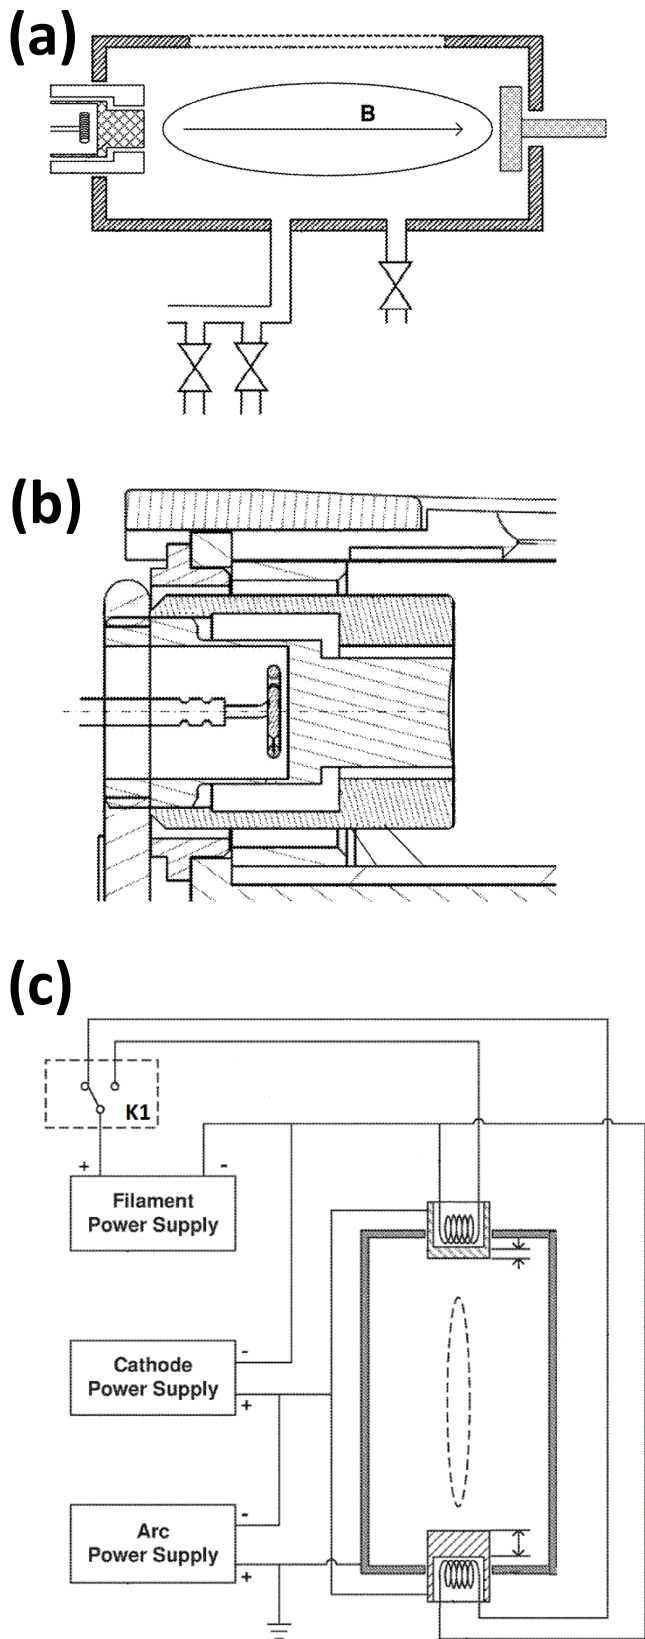 (a)
B
(b)
(c)
K1
+
-
Filament
Power Supply
-
Cathode
Power Supply
+
-
Arc
Power Supply
+